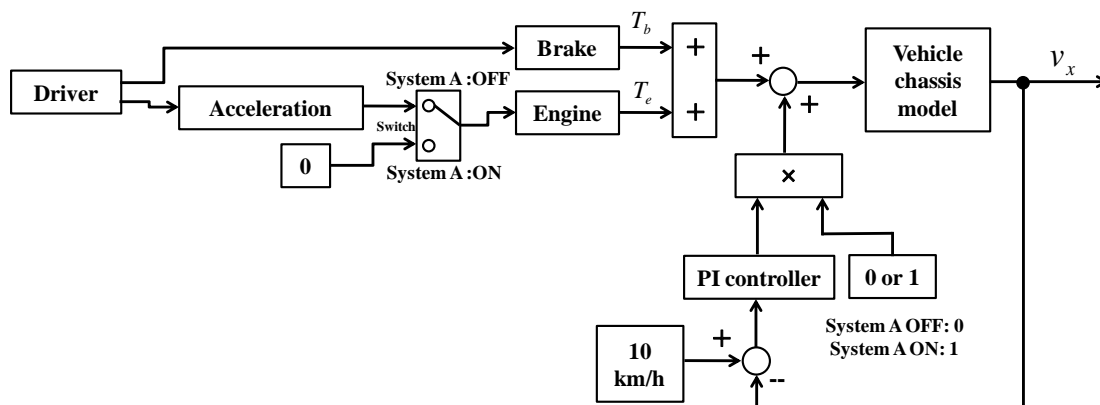 T_b
Brake
+
System A :OFF
Vehicle
chassis
model
v_x
+
Driver
Acceleration
T_e
Engine
+
+
Switch
0
System A :ON
×
PI controller
0 or 1
System A OFF: 0
System A ON: 1
10
km/h
+
--